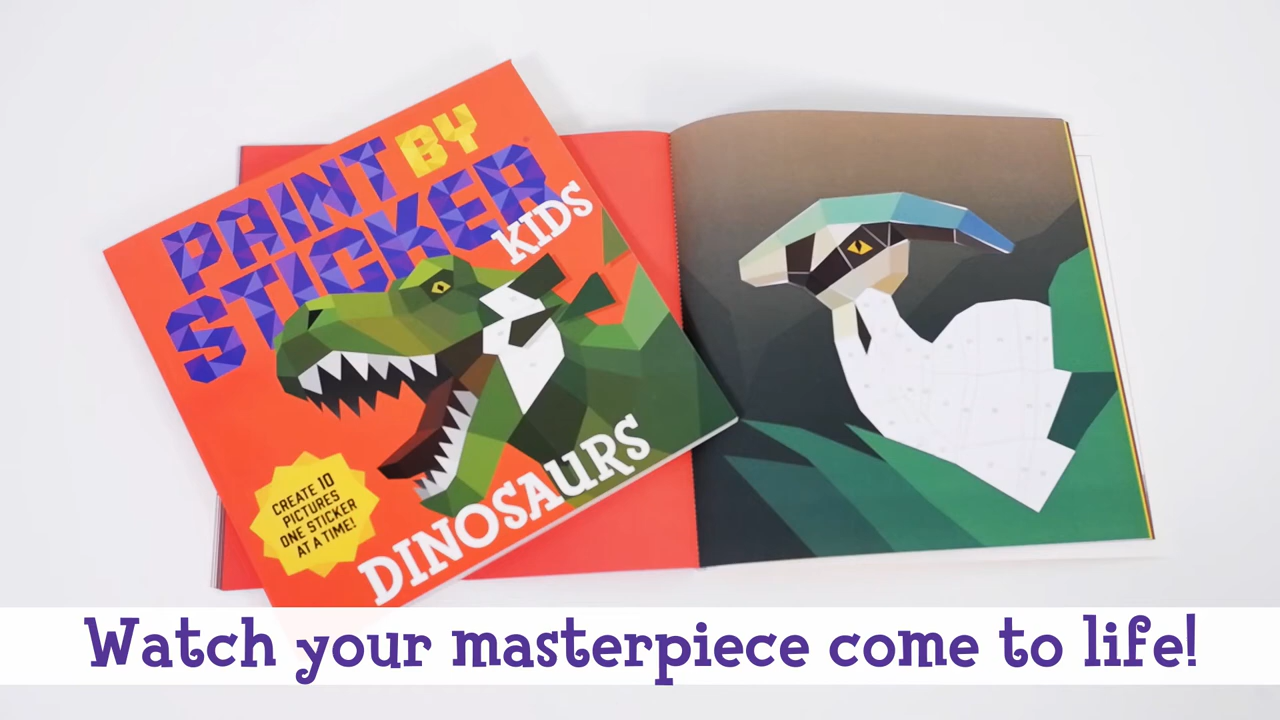 PAINT BY
STICKER
KIDS
CREATE 10
PICTURES
ONE STICKER
AT A TIME!
DINOSAURS
Watch your masterpiece come to life!